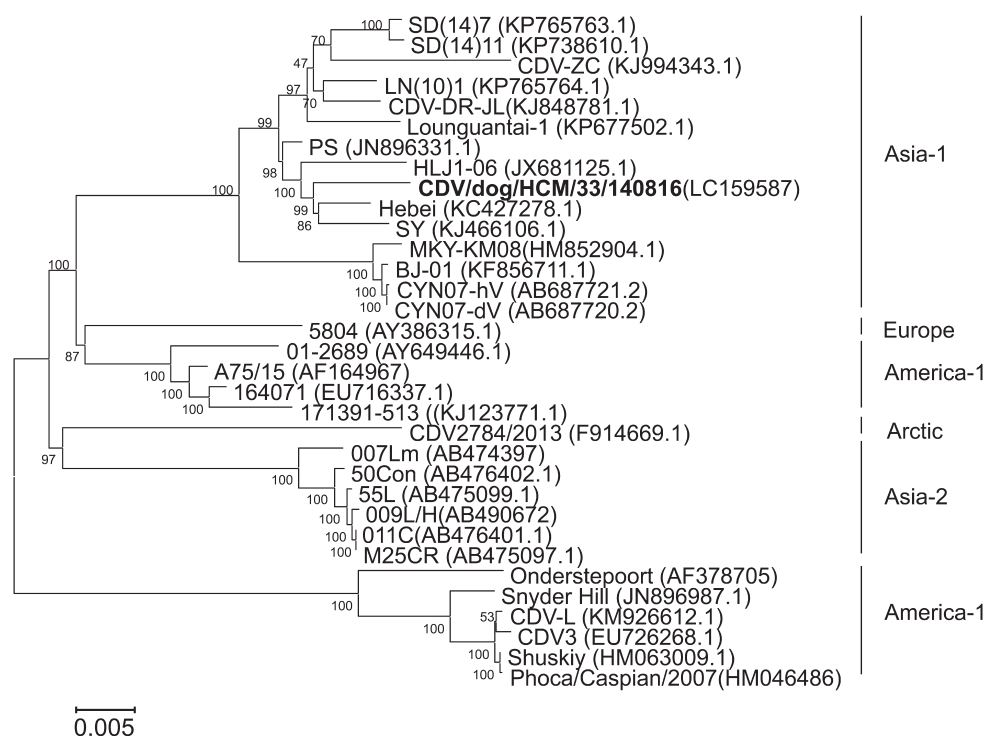 100 SD(14)7 (KP765763.1)
70 SD(14)11 (KP738610.1)
47 CDV-ZC (KJ994343.1)
97 LN(10)1 (KP765764.1)
70 CDV-DR-JL(KJ848781.1)
99 Lounguantai-1 (KP677502.1)
PS (JN896331.1)
98 HLJ1-06 (JX681125.1)
100 CDV/dog/HCM/33/140816(LC159587)
99 Hebei (KC427278.1)
86 SY (KJ466106.1)
100
MKY-KM08(HM852904.1)
100 BJ-01 (KF856711.1)
100 CYN07-hV (AB687721.2)
100 CYN07-dV (AB687720.2)
Asia-1
100
5804 (AY386315.1)
Europe
87
01-2689 (AY649446.1)
100 A75/15 (AF164967)
100 164071 (EU716337.1)
100 171391-513 ((KJ123771.1)
America-1
CDV2784/2013 (F914669.1)
Arctic
97
007Lm (AB474397)
100 50Con (AB476402.1)
100 55L (AB475099.1)
100 009L/H(AB490672)
100 011C(AB476401.1)
100 M25CR (AB475097.1)
Asia-2
Onderstepoort (AF378705)
100 Snyder Hill (JN896987.1)
53 CDV-L (KM926612.1)
100 CDV3 (EU726268.1)
100 Shuskiy (HM063009.1)
100 Phoca/Caspian/2007(HM046486)
America-1
0.005